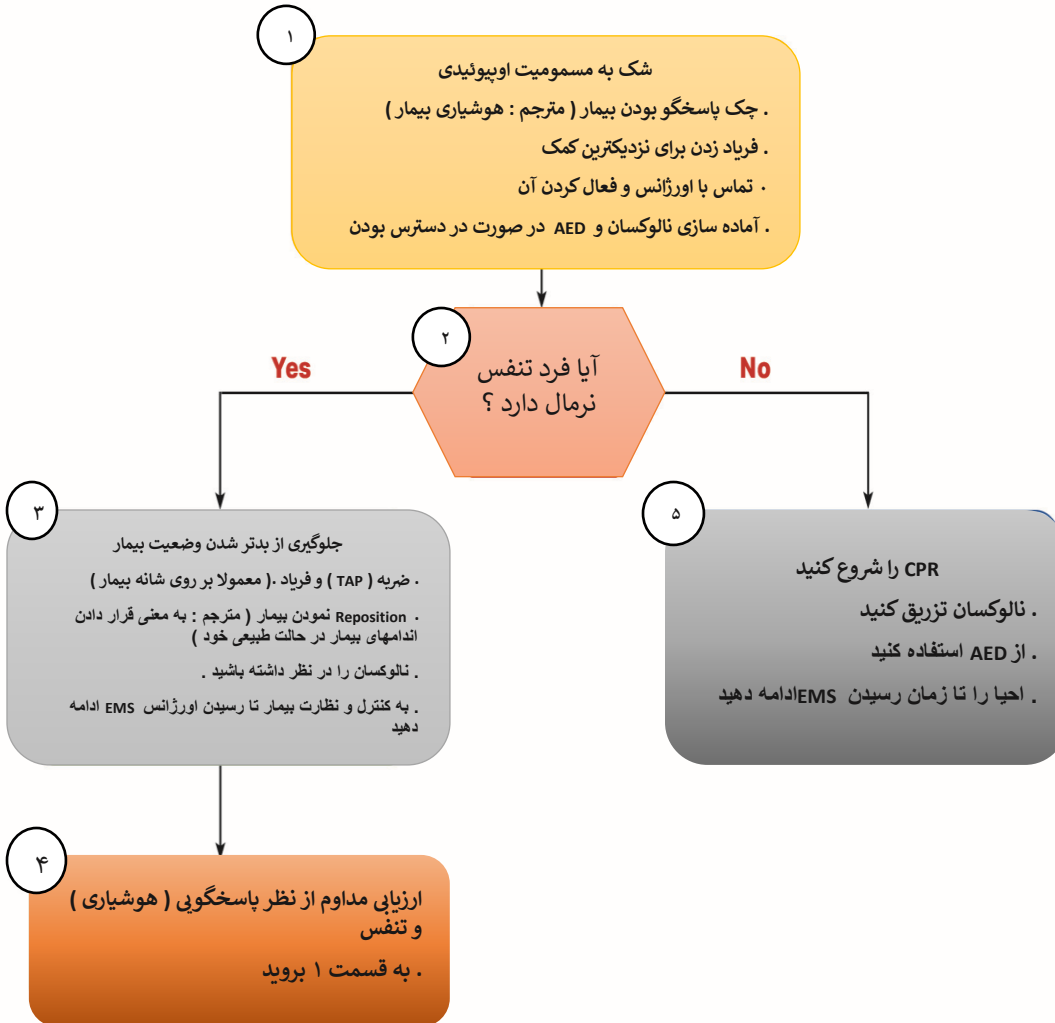 ۱
شک به مسمومیت اوپیوئیدی
. چک پاسخگو بودن بیمار ( مترجم : هوشیاری بیمار )
. فریاد زدن برای نزدیکترین کمک
. تماس با اورژانس و فعال کردن آن
. آماده سازی نالوکسان و AED در صورت در دسترس بودن
۲
آیا فرد تنفس
نرمال دارد ؟
Yes
No
۳
جلوگیری از بدتر شدن وضعیت بیمار
. ضربه ( TAP ) و فریاد .( معمولا بر روی شانه بیمار )
. Reposition نمودن بیمار ( مترجم : به معنی قرار دادن
اندامهای بیمار در حالت طبیعی خود )
. نالوکسان را در نظر داشته باشید .
. به کنترل و نظارت بیمار تا رسیدن اورژانس EMS ادامه
دهید
۵
CPR را شروع کنید
. نالوکسان تزریق کنید
. از AED استفاده کنید
. احیا را تا زمان رسیدن EMSادامه دهید
۴
ارزیابی مداوم از نظر پاسخگویی ( هوشیاری )
و تنفس
. به قسمت ۱ بروید